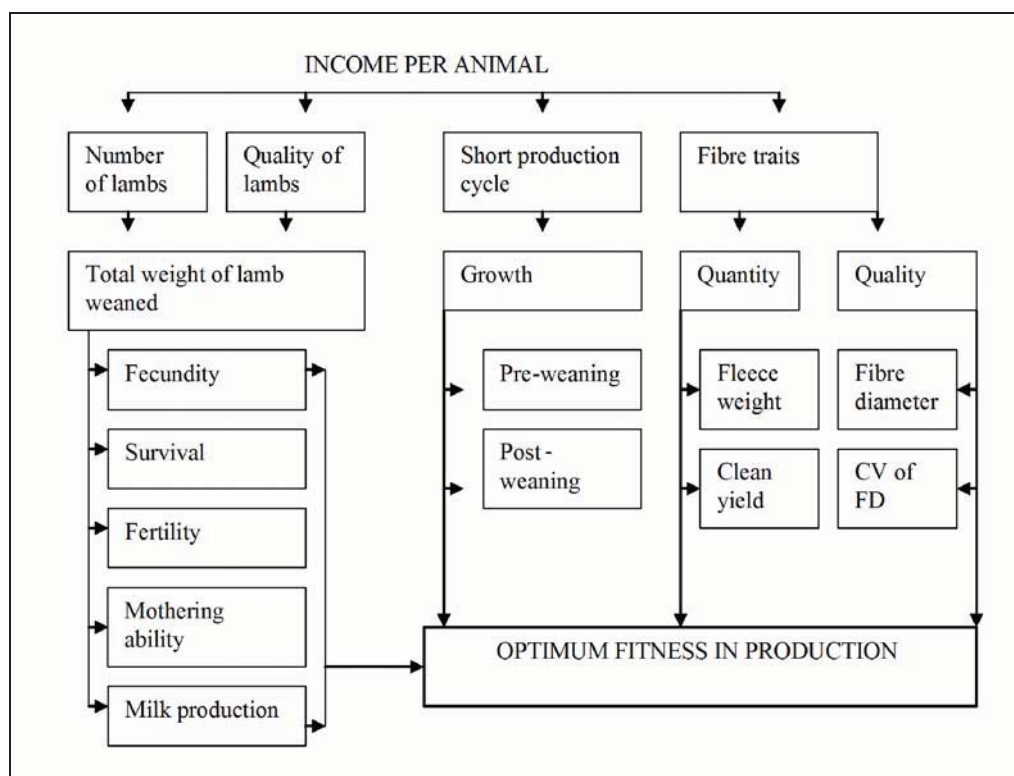 INCOME PER ANIMAL
Number
of lambs
Quality of
lambs
Short production
cycle
Fibre traits
Total weight of lamb
weaned
Growth
Quantity
Quality
Fecundity
Pre-weaning
Fleece
weight
Fibre
diameter
Survival
Post -
weaning
Clean
yield
CV of
FD
Fertility
Mothering
ability
OPTIMUM FITNESS IN PRODUCTION
Milk production